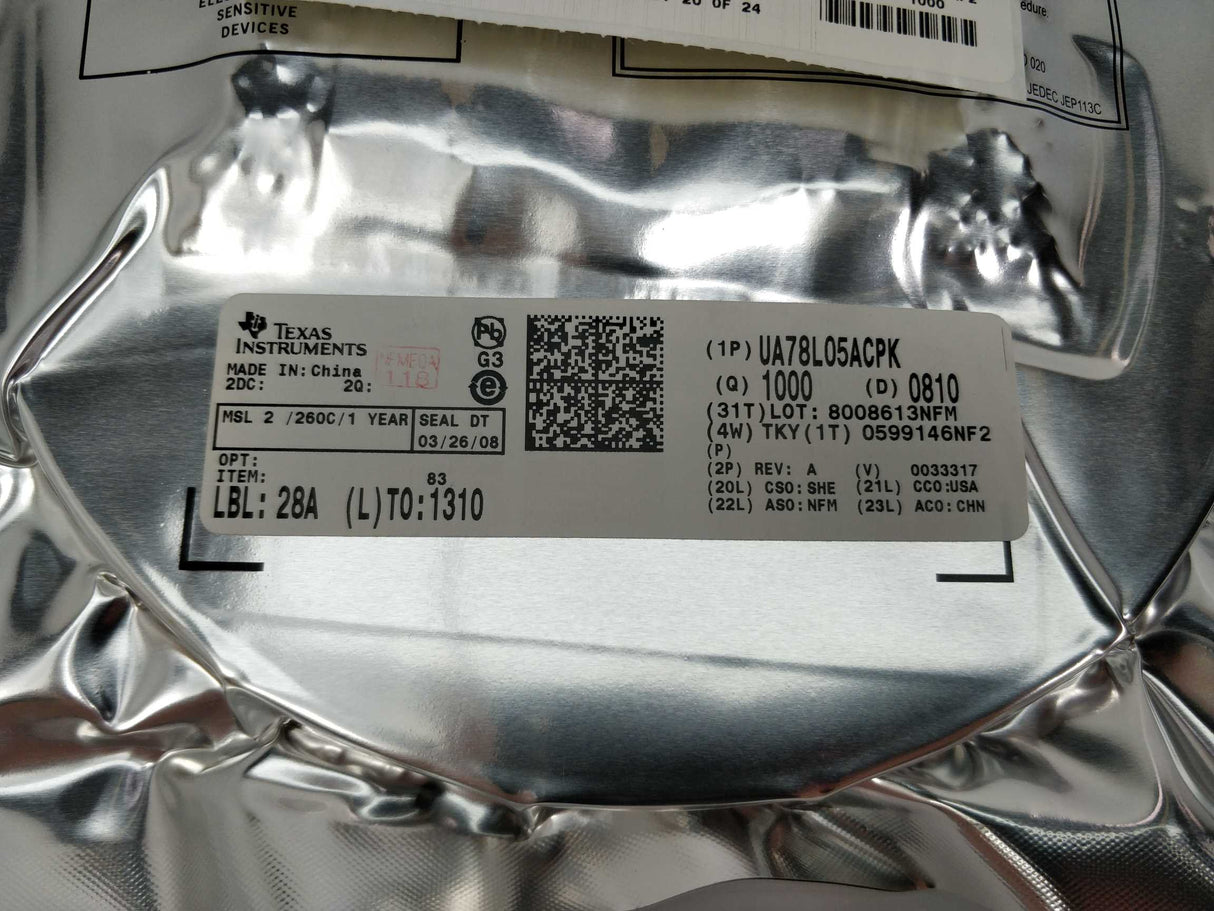 SENSITIVE
DEVICES
20 OF 24
1000
edure.
020
JEDEC JEP113C
TEXAS
INSTRUMENTS
MADE IN: China
2DC: 2Q:
Pb
G3
e
MSL 2 /260C/1 YEAR
SEAL DT
03/26/08
OPT:
ITEM:
83
LBL: 28A (L)TO:1310
(1P) UA78L05ACPK
(Q) 1000 (D) 0810
(31T)LOT: 8008613NFM
(4W) TKY(1T) 0599146NF2
(P)
(2P) REV: A (V) 0033317
(20L) CSO: SHE (21L) CCO:USA
(22L) ASO: NFM (23L) ACO: CHN